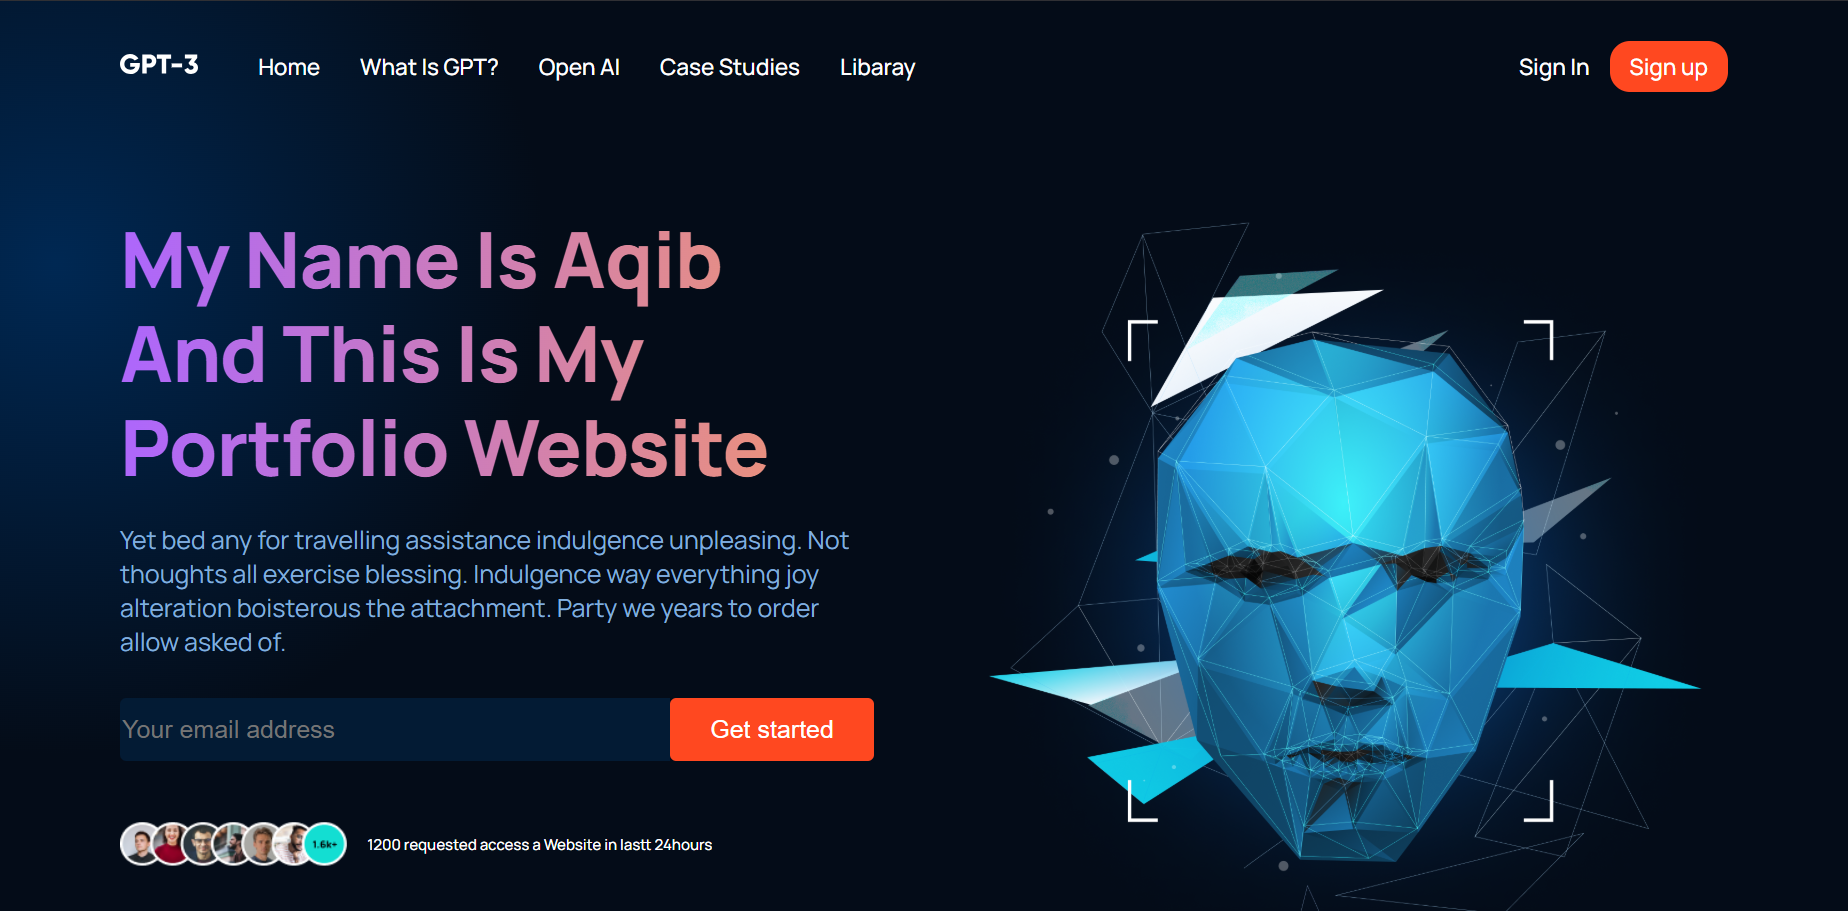 GPT-3
Home
What Is GPT?
Open AI
Case Studies
Libaray
Sign In
Sign up
My Name Is Aqib
And This Is My
Portfolio Website
Yet bed any for travelling assistance indulgence unpleasing. Not
thoughts all exercise blessing. Indulgence way everything joy
alteration boisterous the attachment. Party we years to order
allow asked of.
Your email address
Get started
1.6k+
1200 requested access a Website in lastt 24hours